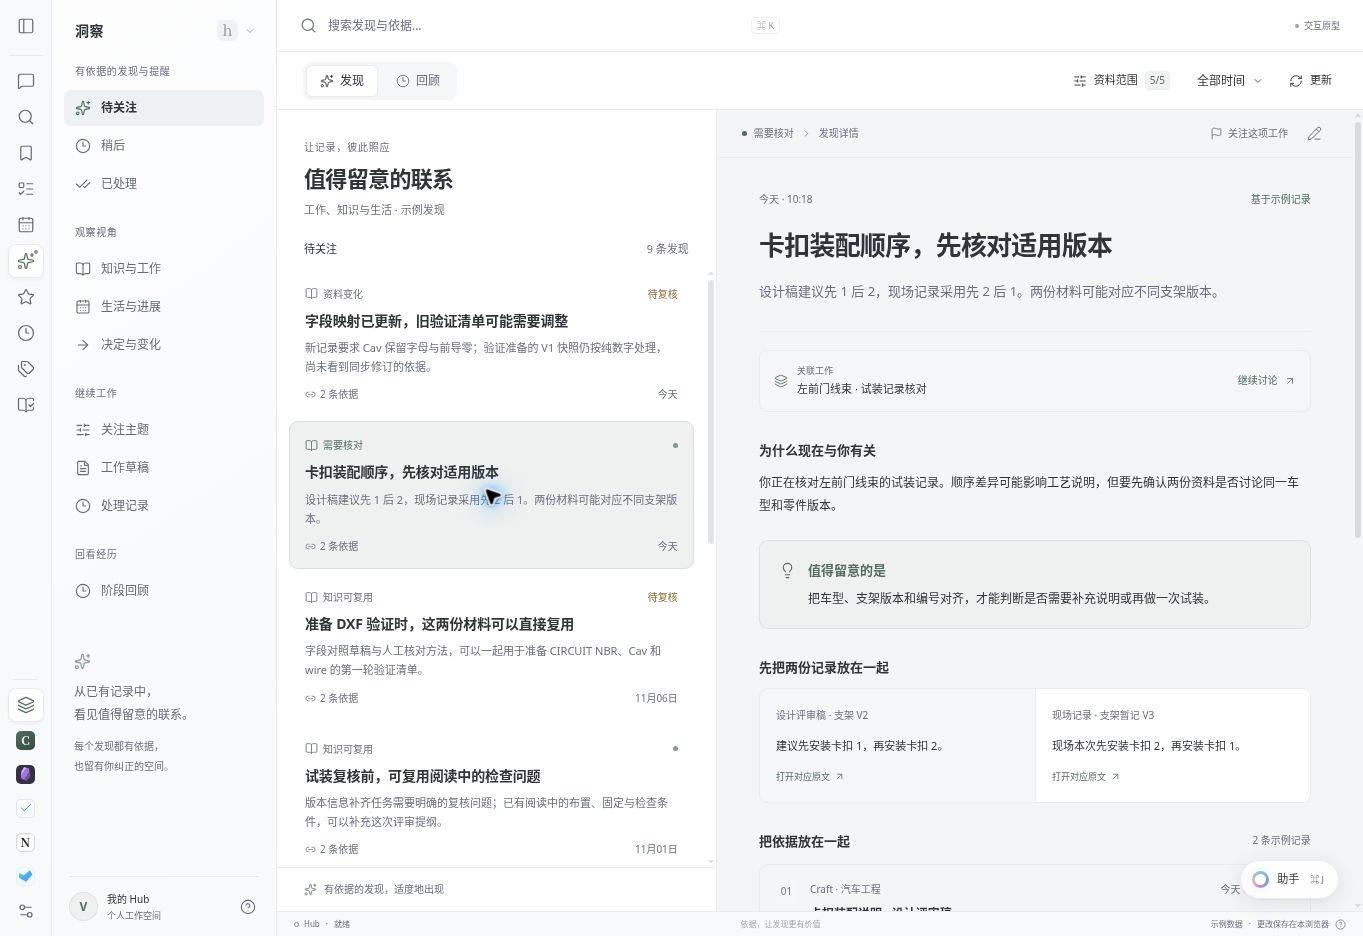 洞察
h
有依据的发现与提醒
待关注
稍后
已处理
观察视角
知识与工作
生活与进展
决定与变化
继续工作
关注主题
工作草稿
处理记录
回看经历
阶段回顾
从已有记录中，
看见值得留意的联系。
每个发现都有依据，
也留有你纠正的空间。
C
N
V
我的 Hub
个人工作空间
搜索发现与依据...
⌘ K
交互原型
发现
回顾
资料范围 5/5
全部时间
更新
让记录，彼此照应
值得留意的联系
工作、知识与生活 · 示例发现
待关注
9 条发现
资料变化
待复核
字段映射已更新，旧验证清单可能需要调整
新记录要求 Cav 保留字母与前导零；验证准备的 V1 快照仍按纯数字处理，
尚未看到同步修订的依据。
2 条依据
今天
需要核对
卡扣装配顺序，先核对适用版本
设计稿建议先 1 后 2，现场记录采用先 2 后 1。两份材料可能对应不同支架版
本。
2 条依据
今天
知识可复用
待复核
准备 DXF 验证时，这两份材料可以直接复用
字段对照草稿与人工核对方法，可以一起用于准备 CIRCUIT NBR、Cav 和
wire 的第一轮验证清单。
2 条依据
11月06日
知识可复用
试装复核前，可复用阅读中的检查问题
版本信息补齐任务需要明确的复核问题；已有阅读中的布置、固定与检查条
件，可以补充这次评审提纲。
2 条依据
11月01日
有依据的发现，适度地出现
需要核对
发现详情
关注这项工作
今天 · 10:18
基于示例记录
卡扣装配顺序，先核对适用版本
设计稿建议先 1 后 2，现场记录采用先 2 后 1。两份材料可能对应不同支架版本。
关联工作
左前门线束 · 试装记录核对
继续讨论
为什么现在与你有关
你正在核对左前门线束的试装记录。顺序差异可能影响工艺说明，但要先确认两份资料是否讨论同一车
型和零件版本。
值得留意的是
把车型、支架版本和编号对齐，才能判断是否需要补充说明或再做一次试装。
先把两份记录放在一起
设计评审稿 · 支架 V2
建议先安装卡扣 1，再安装卡扣 2。
打开对应原文
现场记录 · 支架暂记 V3
现场本次先安装卡扣 2，再安装卡扣 1。
打开对应原文
把依据放在一起
2 条示例记录
01
Craft · 汽车工程
今天
助手 ⌘J
Hub · 就绪
依据，让发现更有价值
示例数据 · 更改保存在本浏览器